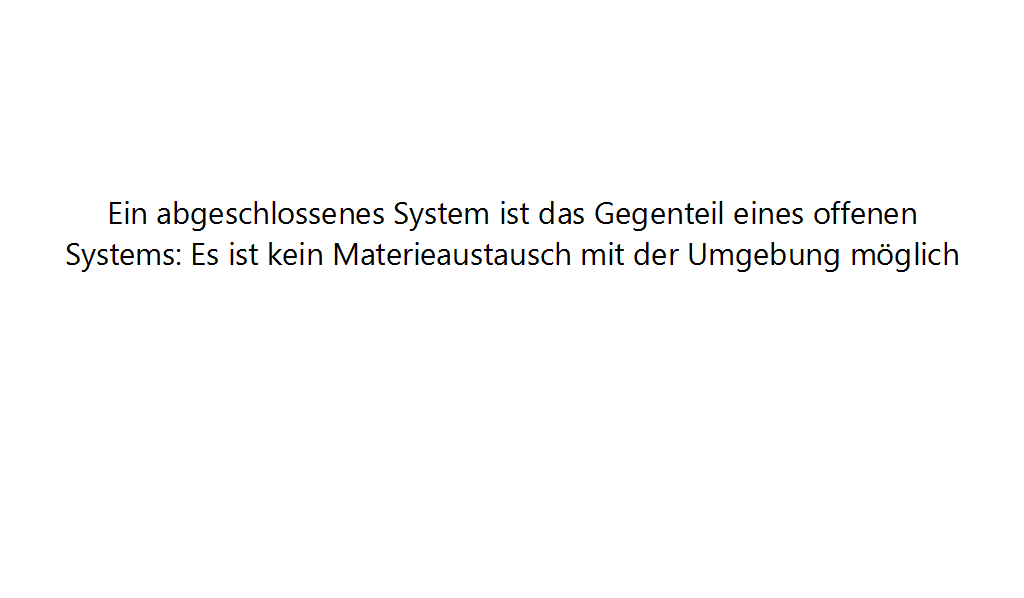 Ein abgeschlossenes System ist das Gegenteil eines offenen
Systems: Es ist kein Materieaustausch mit der Umgebung möglich